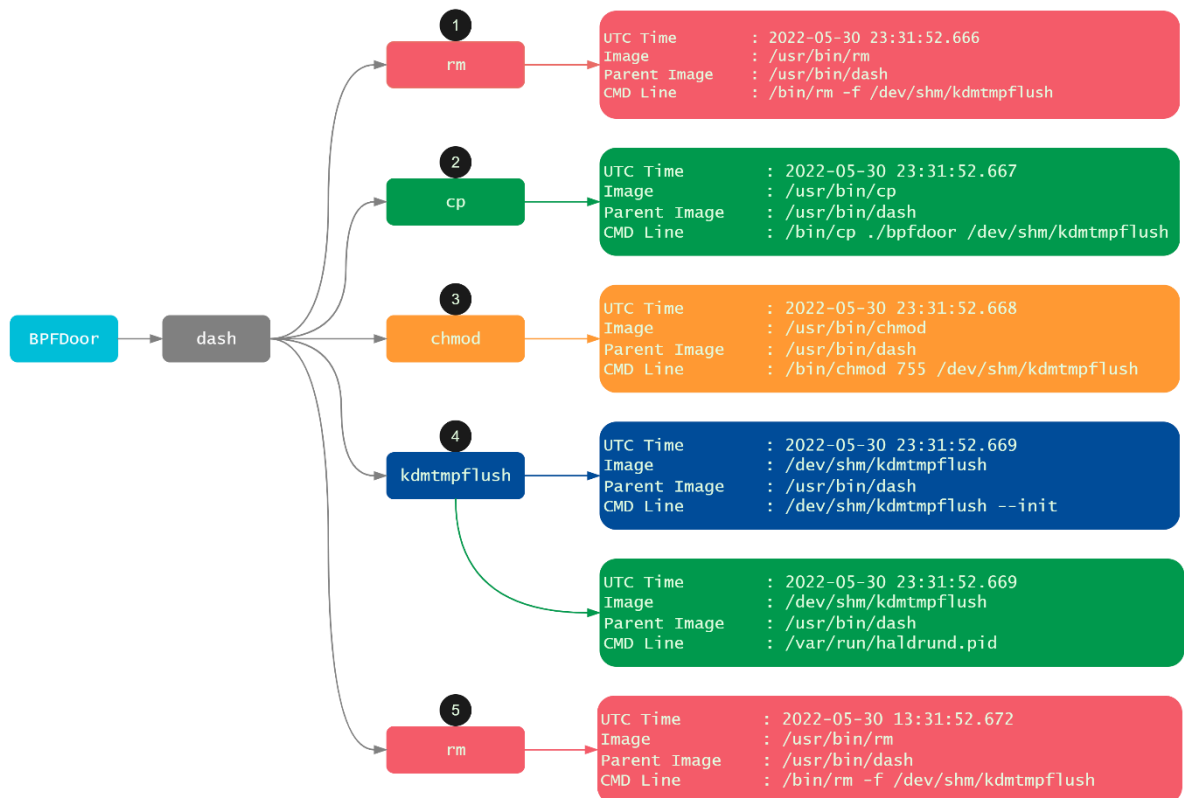 1
rm
UTC Time : 2022-05-30 23:31:52.666
Image : /usr/bin/rm
Parent Image : /usr/bin/dash
CMD Line : /bin/rm -f /dev/shm/kdmtmpflush
2
cp
UTC Time : 2022-05-30 23:31:52.667
Image : /usr/bin/cp
Parent Image : /usr/bin/dash
CMD Line : /bin/cp ./bpfdoor /dev/shm/kdmtmpflush
BPFDoor
dash
3
chmod
UTC Time : 2022-05-30 23:31:52.668
Image : /usr/bin/chmod
Parent Image : /usr/bin/dash
CMD Line : /bin/chmod 755 /dev/shm/kdmtmpflush
4
kdmtmpflush
UTC Time : 2022-05-30 23:31:52.669
Image : /dev/shm/kdmtmpflush
Parent Image : /usr/bin/dash
CMD Line : /dev/shm/kdmtmpflush --init
UTC Time : 2022-05-30 23:31:52.669
Image : /dev/shm/kdmtmpflush
Parent Image : /usr/bin/dash
CMD Line : /var/run/haldrund.pid
5
rm
UTC Time : 2022-05-30 13:31:52.672
Image : /usr/bin/rm
Parent Image : /usr/bin/dash
CMD Line : /bin/rm -f /dev/shm/kdmtmpflush